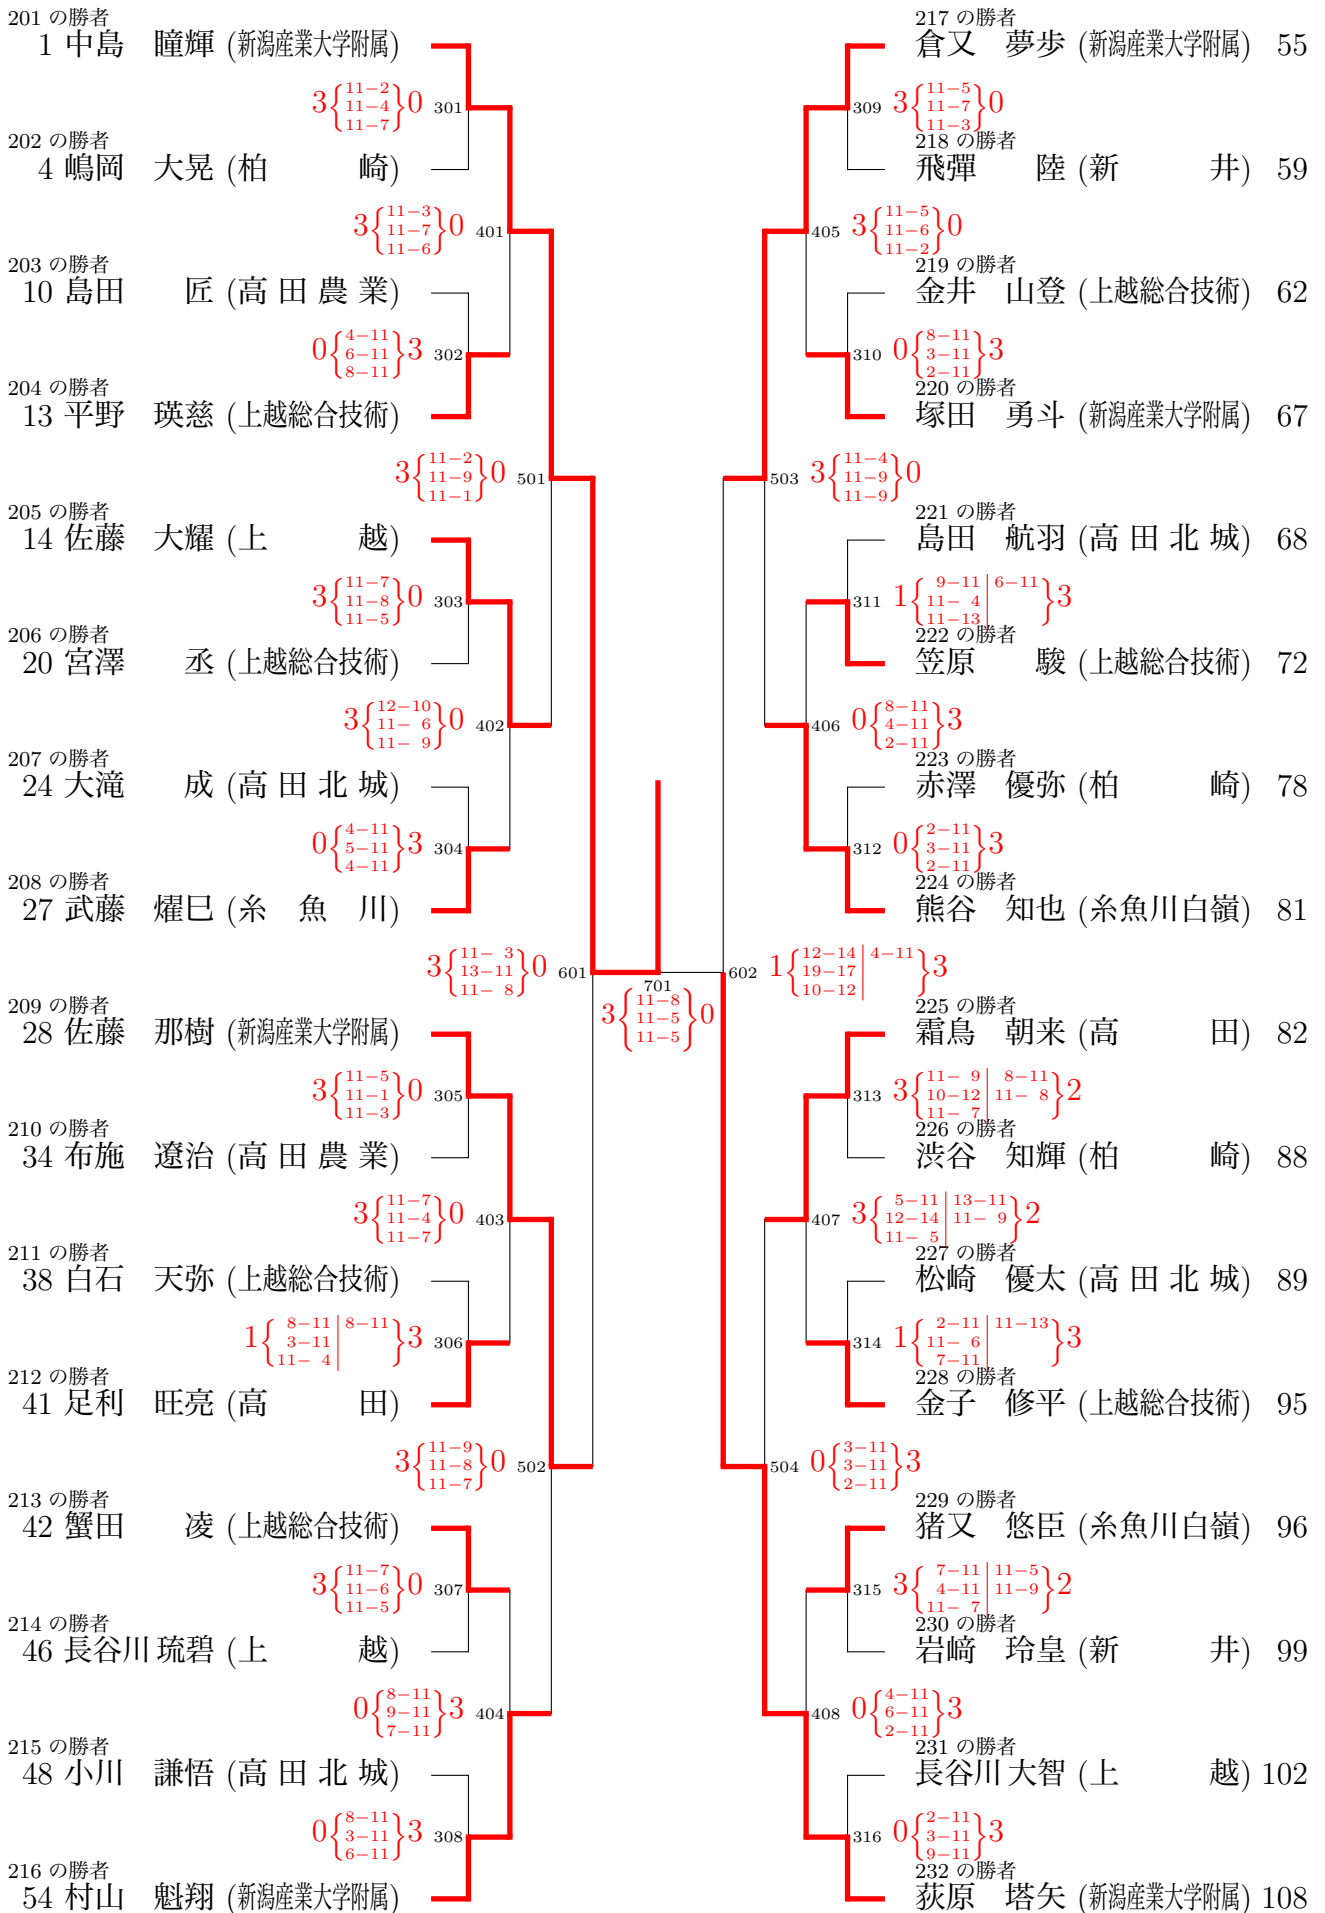 201 の勝者
1 中島 瞳輝 (新潟産業大学附属)
3{11-2 11-4 11-7}0 301
202 の勝者
4 嶋岡 大晃 (柏 崎)
3{11-3 11-7 11-6}0 401
203 の勝者
10 島田 匠 (高田農業)
0{4-11 6-11 8-11}3 302
204 の勝者
13 平野 瑛慈 (上越総合技術)
3{11-2 11-9 11-1}0 501
205 の勝者
14 佐藤 大耀 (上 越)
3{11-7 11-8 11-5}0 303
206 の勝者
20 宮澤 丞 (上越総合技術)
3{12-10 11-6 11-9}0 402
207 の勝者
24 大滝 成 (高田北城)
0{4-11 5-11 4-11}3 304
208 の勝者
27 武藤 燿巳 (糸魚川)
3{11-3 13-11 11-8}0 601
209 の勝者
28 佐藤 那樹 (新潟産業大学附属)
3{11-5 11-1 11-3}0 305
210 の勝者
34 布施 遼治 (高田農業)
3{11-7 11-4 11-7}0 403
211 の勝者
38 白石 天弥 (上越総合技術)
1{8-11 3-11 11-4 | 8-11}3 306
212 の勝者
41 足利 旺亮 (高 田)
3{11-9 11-8 11-7}0 502
213 の勝者
42 蟹田 凌 (上越総合技術)
3{11-7 11-6 11-5}0 307
214 の勝者
46 長谷川琉碧 (上 越)
0{8-11 9-11 7-11}3 404
215 の勝者
48 小川 謙悟 (高田北城)
0{8-11 3-11 6-11}3 308
216 の勝者
54 村山 魁翔 (新潟産業大学附属)
701
3{11-8 11-5 11-5}0
217 の勝者
倉又 夢歩 (新潟産業大学附属) 55
309 3{11-5 11-7 11-3}0
218 の勝者
飛彈 陸 (新 井) 59
405 3{11-5 11-6 11-2}0
219 の勝者
金井 山登 (上越総合技術) 62
310 0{8-11 3-11 2-11}3
220 の勝者
塚田 勇斗 (新潟産業大学附属) 67
503 3{11-4 11-9 11-9}0
221 の勝者
島田 航羽 (高田北城) 68
311 1{9-11 11-4 11-13 | 6-11}3
222 の勝者
笠原 駿 (上越総合技術) 72
406 0{8-11 4-11 2-11}3
223 の勝者
赤澤 優弥 (柏 崎) 78
312 0{2-11 3-11 2-11}3
224 の勝者
熊谷 知也 (糸魚川白嶺) 81
602 1{12-14 19-17 10-12 | 4-11}3
225 の勝者
霜鳥 朝来 (高 田) 82
313 3{11-9 10-12 11-7 | 8-11 11-8}2
226 の勝者
渋谷 知輝 (柏 崎) 88
407 3{5-11 12-14 11-5 | 13-11 11-9}2
227 の勝者
松崎 優太 (高田北城) 89
314 1{2-11 11-6 7-11 | 11-13}3
228 の勝者
金子 修平 (上越総合技術) 95
504 0{3-11 3-11 2-11}3
229 の勝者
猪又 悠臣 (糸魚川白嶺) 96
315 3{7-11 4-11 11-7 | 11-5 11-9}2
230 の勝者
岩﨑 玲皇 (新 井) 99
408 0{4-11 6-11 2-11}3
231 の勝者
長谷川大智 (上 越) 102
316 0{2-11 3-11 9-11}3
232 の勝者
荻原 塔矢 (新潟産業大学附属) 108